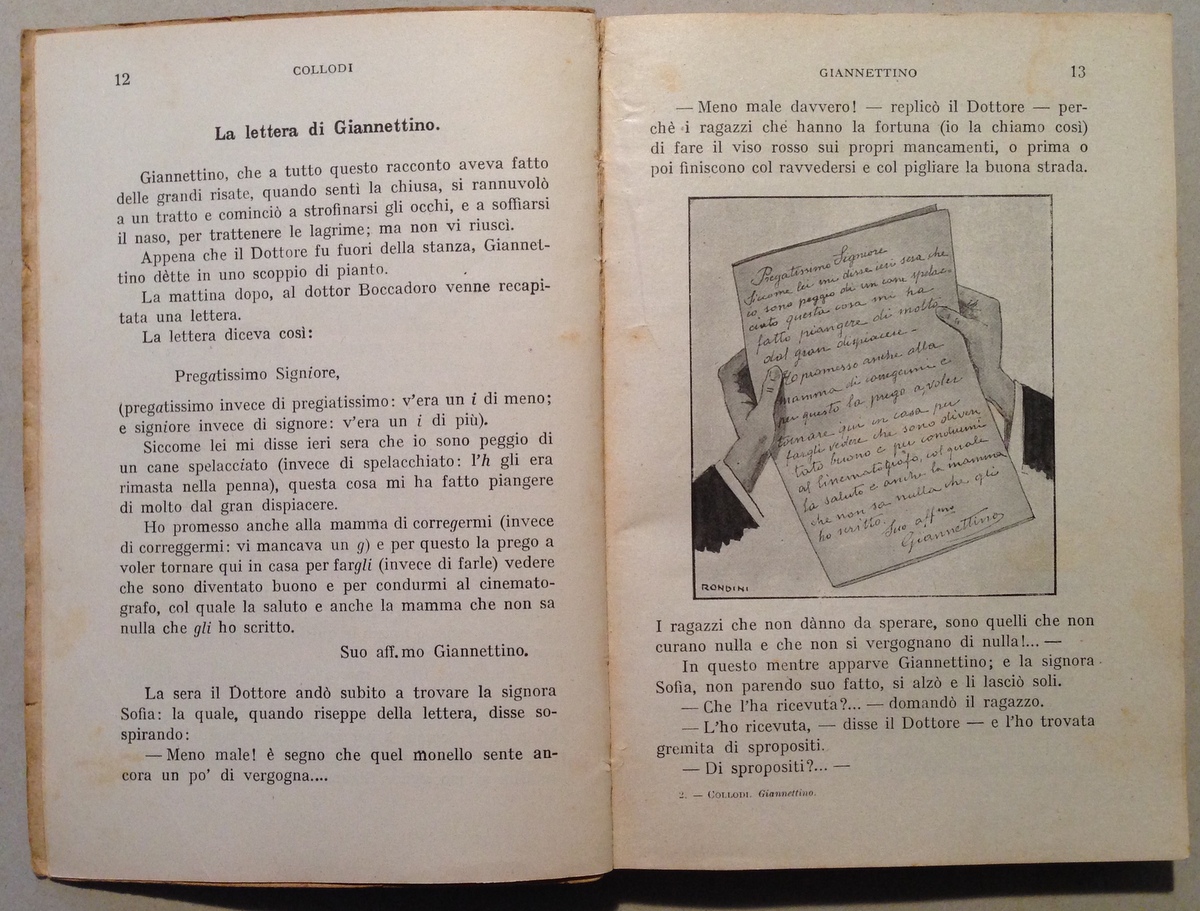 12
COLLODI
La lettera di Giannettino.
Giannettino, che a tutto questo racconto aveva fatto
delle grandi risate, quando sentì la chiusa, si rannuvolò
a un tratto e cominciò a strofinarsi gli occhi, e a soffiarsi
il naso, per trattenere le lagrime; ma non vi riuscì.
Appena che il Dottore fu fuori della stanza, Giannet-
tino dètte in uno scoppio di pianto.
La mattina dopo, al dottor Boccadoro venne recapi-
tata una lettera.
La lettera diceva così:
Pregatissimo Signiore,
(pregatissimo invece di pregiatissimo: v'era un i di meno;
e signiore invece di signore: v'era un i di più).
Siccome lei mi disse ieri sera che io sono peggio di
un cane spelacciato (invece di spelacchiato: l'h gli era
rimasta nella penna), questa cosa mi ha fatto piangere
di molto dal gran dispiacere.
Ho promesso anche alla mamma di corregermi (invece
di correggermi: vi mancava un g) e per questo la prego a
voler tornare qui in casa per fargli (invece di farle) vedere
che sono diventato buono e per condurmi al cinemato-
grafo, col quale la saluto e anche la mamma che non sa
nulla che gli ho scritto.
Suo aff.mo Giannettino.
La sera il Dottore andò subito a trovare la signora
Sofia: la quale, quando riseppe della lettera, disse so-
spirando:
— Meno male! è segno che quel monello sente an-
cora un po' di vergogna....
GIANNETTINO
13
— Meno male davvero! — replicò il Dottore — per-
chè i ragazzi che hanno la fortuna (io la chiamo così)
di fare il viso rosso sui propri mancamenti, o prima o
poi finiscono col ravvedersi e col pigliare la buona strada.
Pregatissimo Signiore
Siccome lei mi disse ieri sera che
io sono peggio di un cane spelac-
ciato questa cosa mi ha
fatto piangere di molto
dal gran dispiacere -
Ho promesso anche alla
mamma di corregermi e
per questo la prego a voler
tornare qui in casa per
fargli vedere che sono diven
tato buono e per condurmi
al cinematografo, col quale
la saluto e anche la mamma
che non sa nulla che gli
ho scritto.
Suo aff.mo
Giannettino
RONDINI
I ragazzi che non dànno da sperare, sono quelli che non
curano nulla e che non si vergognano di nulla!... —
In questo mentre apparve Giannettino; e la signora
Sofia, non parendo suo fatto, si alzò e li lasciò soli.
— Che l'ha ricevuta?... — domandò il ragazzo.
— L'ho ricevuta, — disse il Dottore — e l'ho trovata
gremita di spropositi.
— Di spropositi?... —
2. — COLLODI. Giannettino.